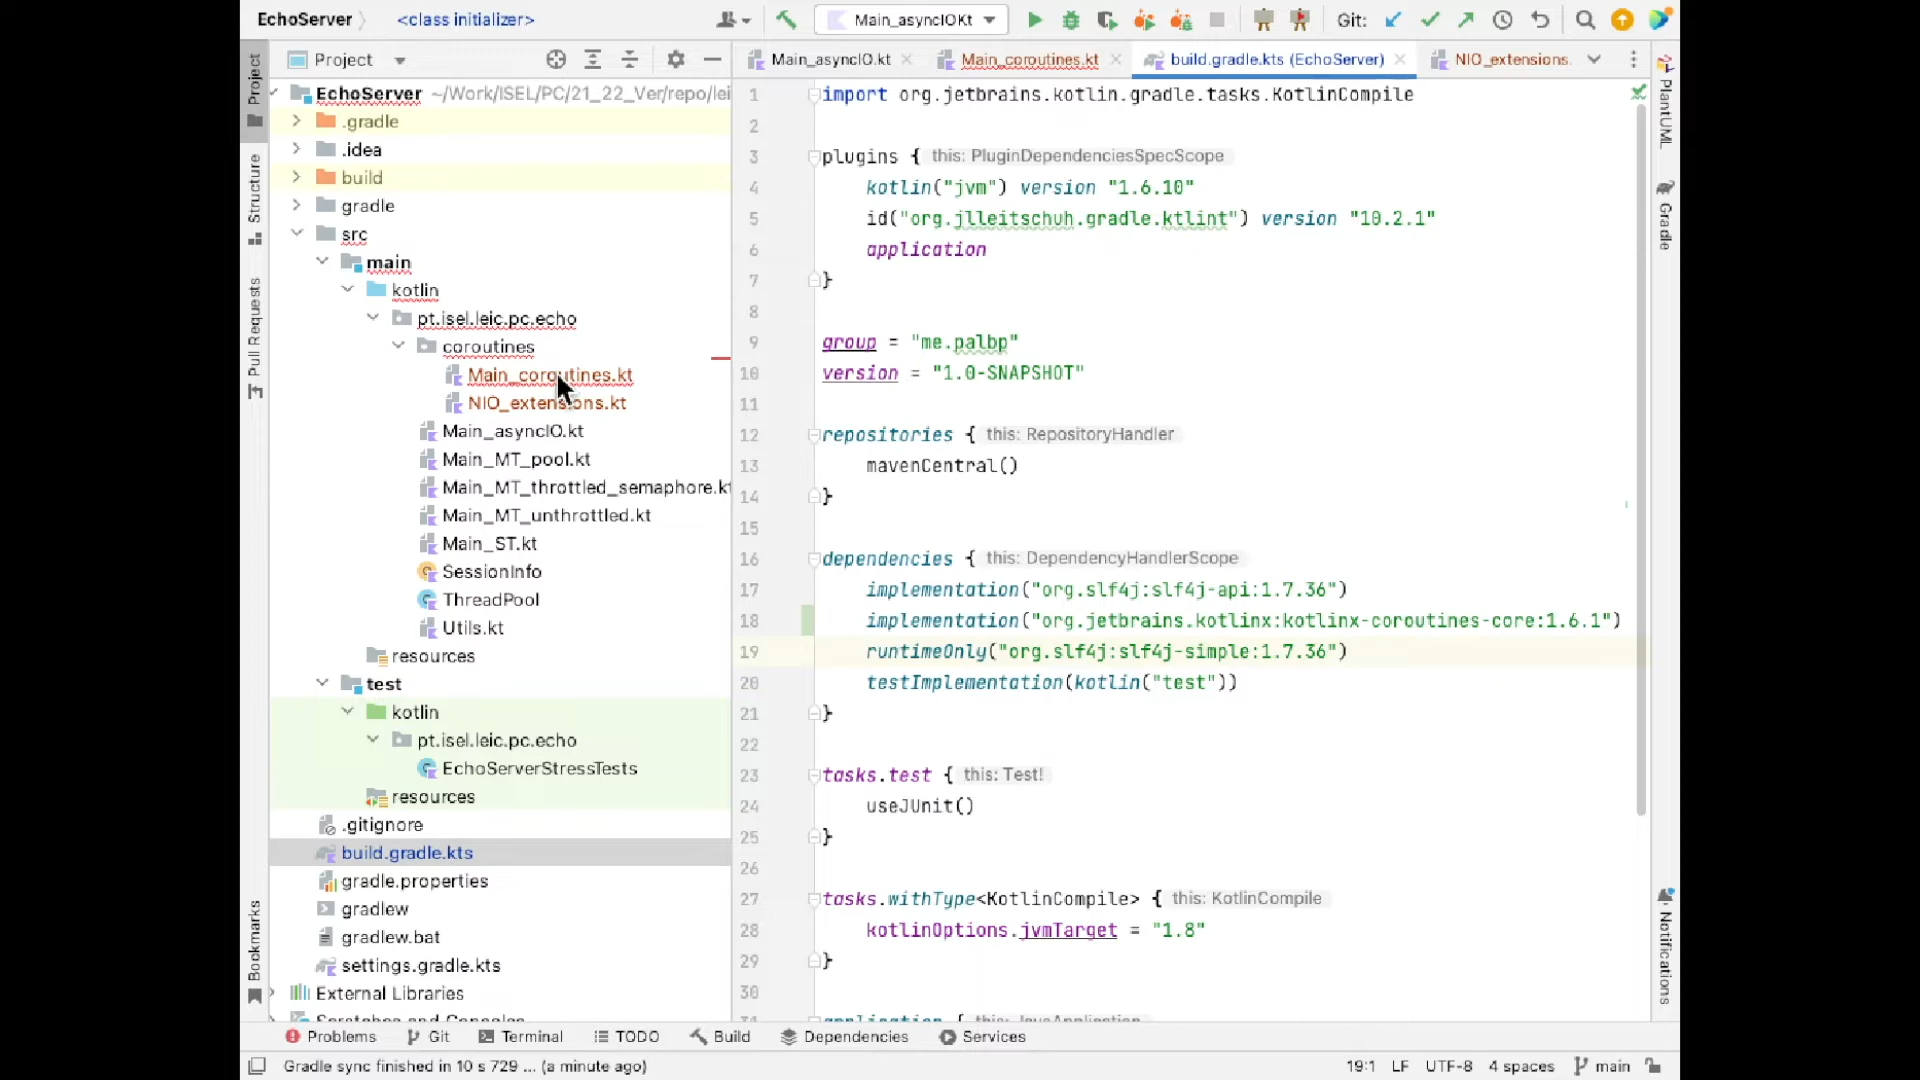 EchoServer
<class initializer>
Main_asyncIOKt
Git:
Project
Main_asyncIO.kt
Main_coroutines.kt
build.gradle.kts (EchoServer)
NIO_extensions.
Project
Structure
Pull Requests
Bookmarks
EchoServer ~/Work/ISEL/PC/21_22_Ver/repo/lei
.gradle
.idea
build
gradle
src
main
kotlin
pt.isel.leic.pc.echo
coroutines
Main_coroutines.kt
NIO_extensions.kt
Main_asyncIO.kt
Main_MT_pool.kt
Main_MT_throttled_semaphore.kt
Main_MT_unthrottled.kt
Main_ST.kt
SessionInfo
ThreadPool
Utils.kt
resources
test
kotlin
pt.isel.leic.pc.echo
EchoServerStressTests
resources
.gitignore
build.gradle.kts
gradle.properties
gradlew
gradlew.bat
settings.gradle.kts
External Libraries
Scratches and Consoles
1 import org.jetbrains.kotlin.gradle.tasks.KotlinCompile
2
3 plugins { this: PluginDependenciesSpecScope
4 kotlin("jvm") version "1.6.10"
5 id("org.jlleitschuh.gradle.ktlint") version "10.2.1"
6 application
7 }
8
9 group = "me.palbp"
10 version = "1.0-SNAPSHOT"
11
12 repositories { this: RepositoryHandler
13 mavenCentral()
14 }
15
16 dependencies { this: DependencyHandlerScope
17 implementation("org.slf4j:slf4j-api:1.7.36")
18 implementation("org.jetbrains.kotlinx:kotlinx-coroutines-core:1.6.1")
19 runtimeOnly("org.slf4j:slf4j-simple:1.7.36")
20 testImplementation(kotlin("test"))
21 }
22
23 tasks.test { this: Test!
24 useJUnit()
25 }
26
27 tasks.withType<KotlinCompile> { this: KotlinCompile
28 kotlinOptions.jvmTarget = "1.8"
29 }
30
31 application { this: JavaApplication
PlantUML
Gradle
Notifications
Problems
Git
Terminal
TODO
Build
Dependencies
Services
Gradle sync finished in 10 s 729 ... (a minute ago)
19:1
LF
UTF-8
4 spaces
main